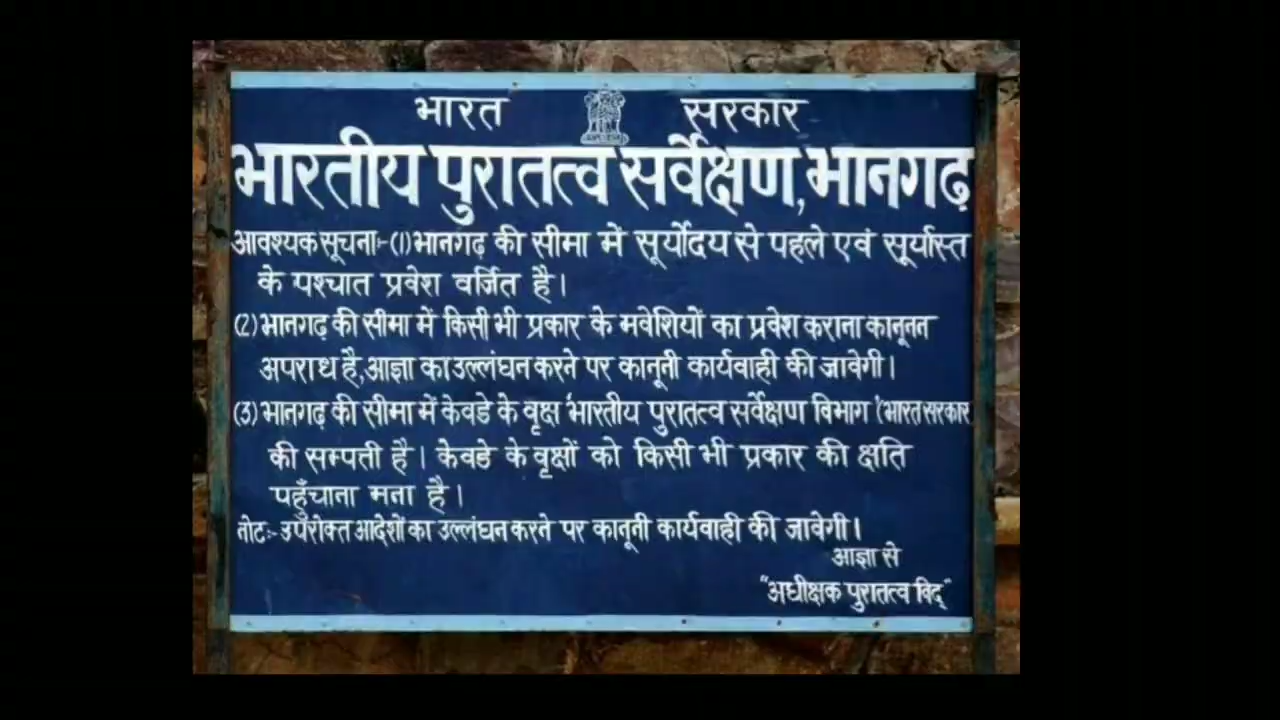 भारत सरकार
भारतीय पुरातत्व सर्वेक्षण, भानगढ़
आवश्यक सूचनाः- (1) भानगढ़ की सीमा में सूर्योदय से पहले एवं सूर्यास्त
के पश्चात प्रवेश वर्जित है।
(2) भानगढ़ की सीमा में किसी भी प्रकार के मवेशियों का प्रवेश कराना कानूनन
अपराध है, आज्ञा का उल्लंघन करने पर कानूनी कार्यवाही की जावेगी।
(3) भानगढ़ की सीमा में केवडे के वृक्ष 'भारतीय पुरातत्व सर्वेक्षण विभाग '(भारत सरकार
की सम्पती है। केवडे के वृक्षों को किसी भी प्रकार की क्षति
पहुँचाना मना है।
नोटः- उपरोक्त आदेशों का उल्लंघन करने पर कानूनी कार्यवाही की जावेगी।
आज्ञा से
"अधीक्षक पुरातत्व विद्"